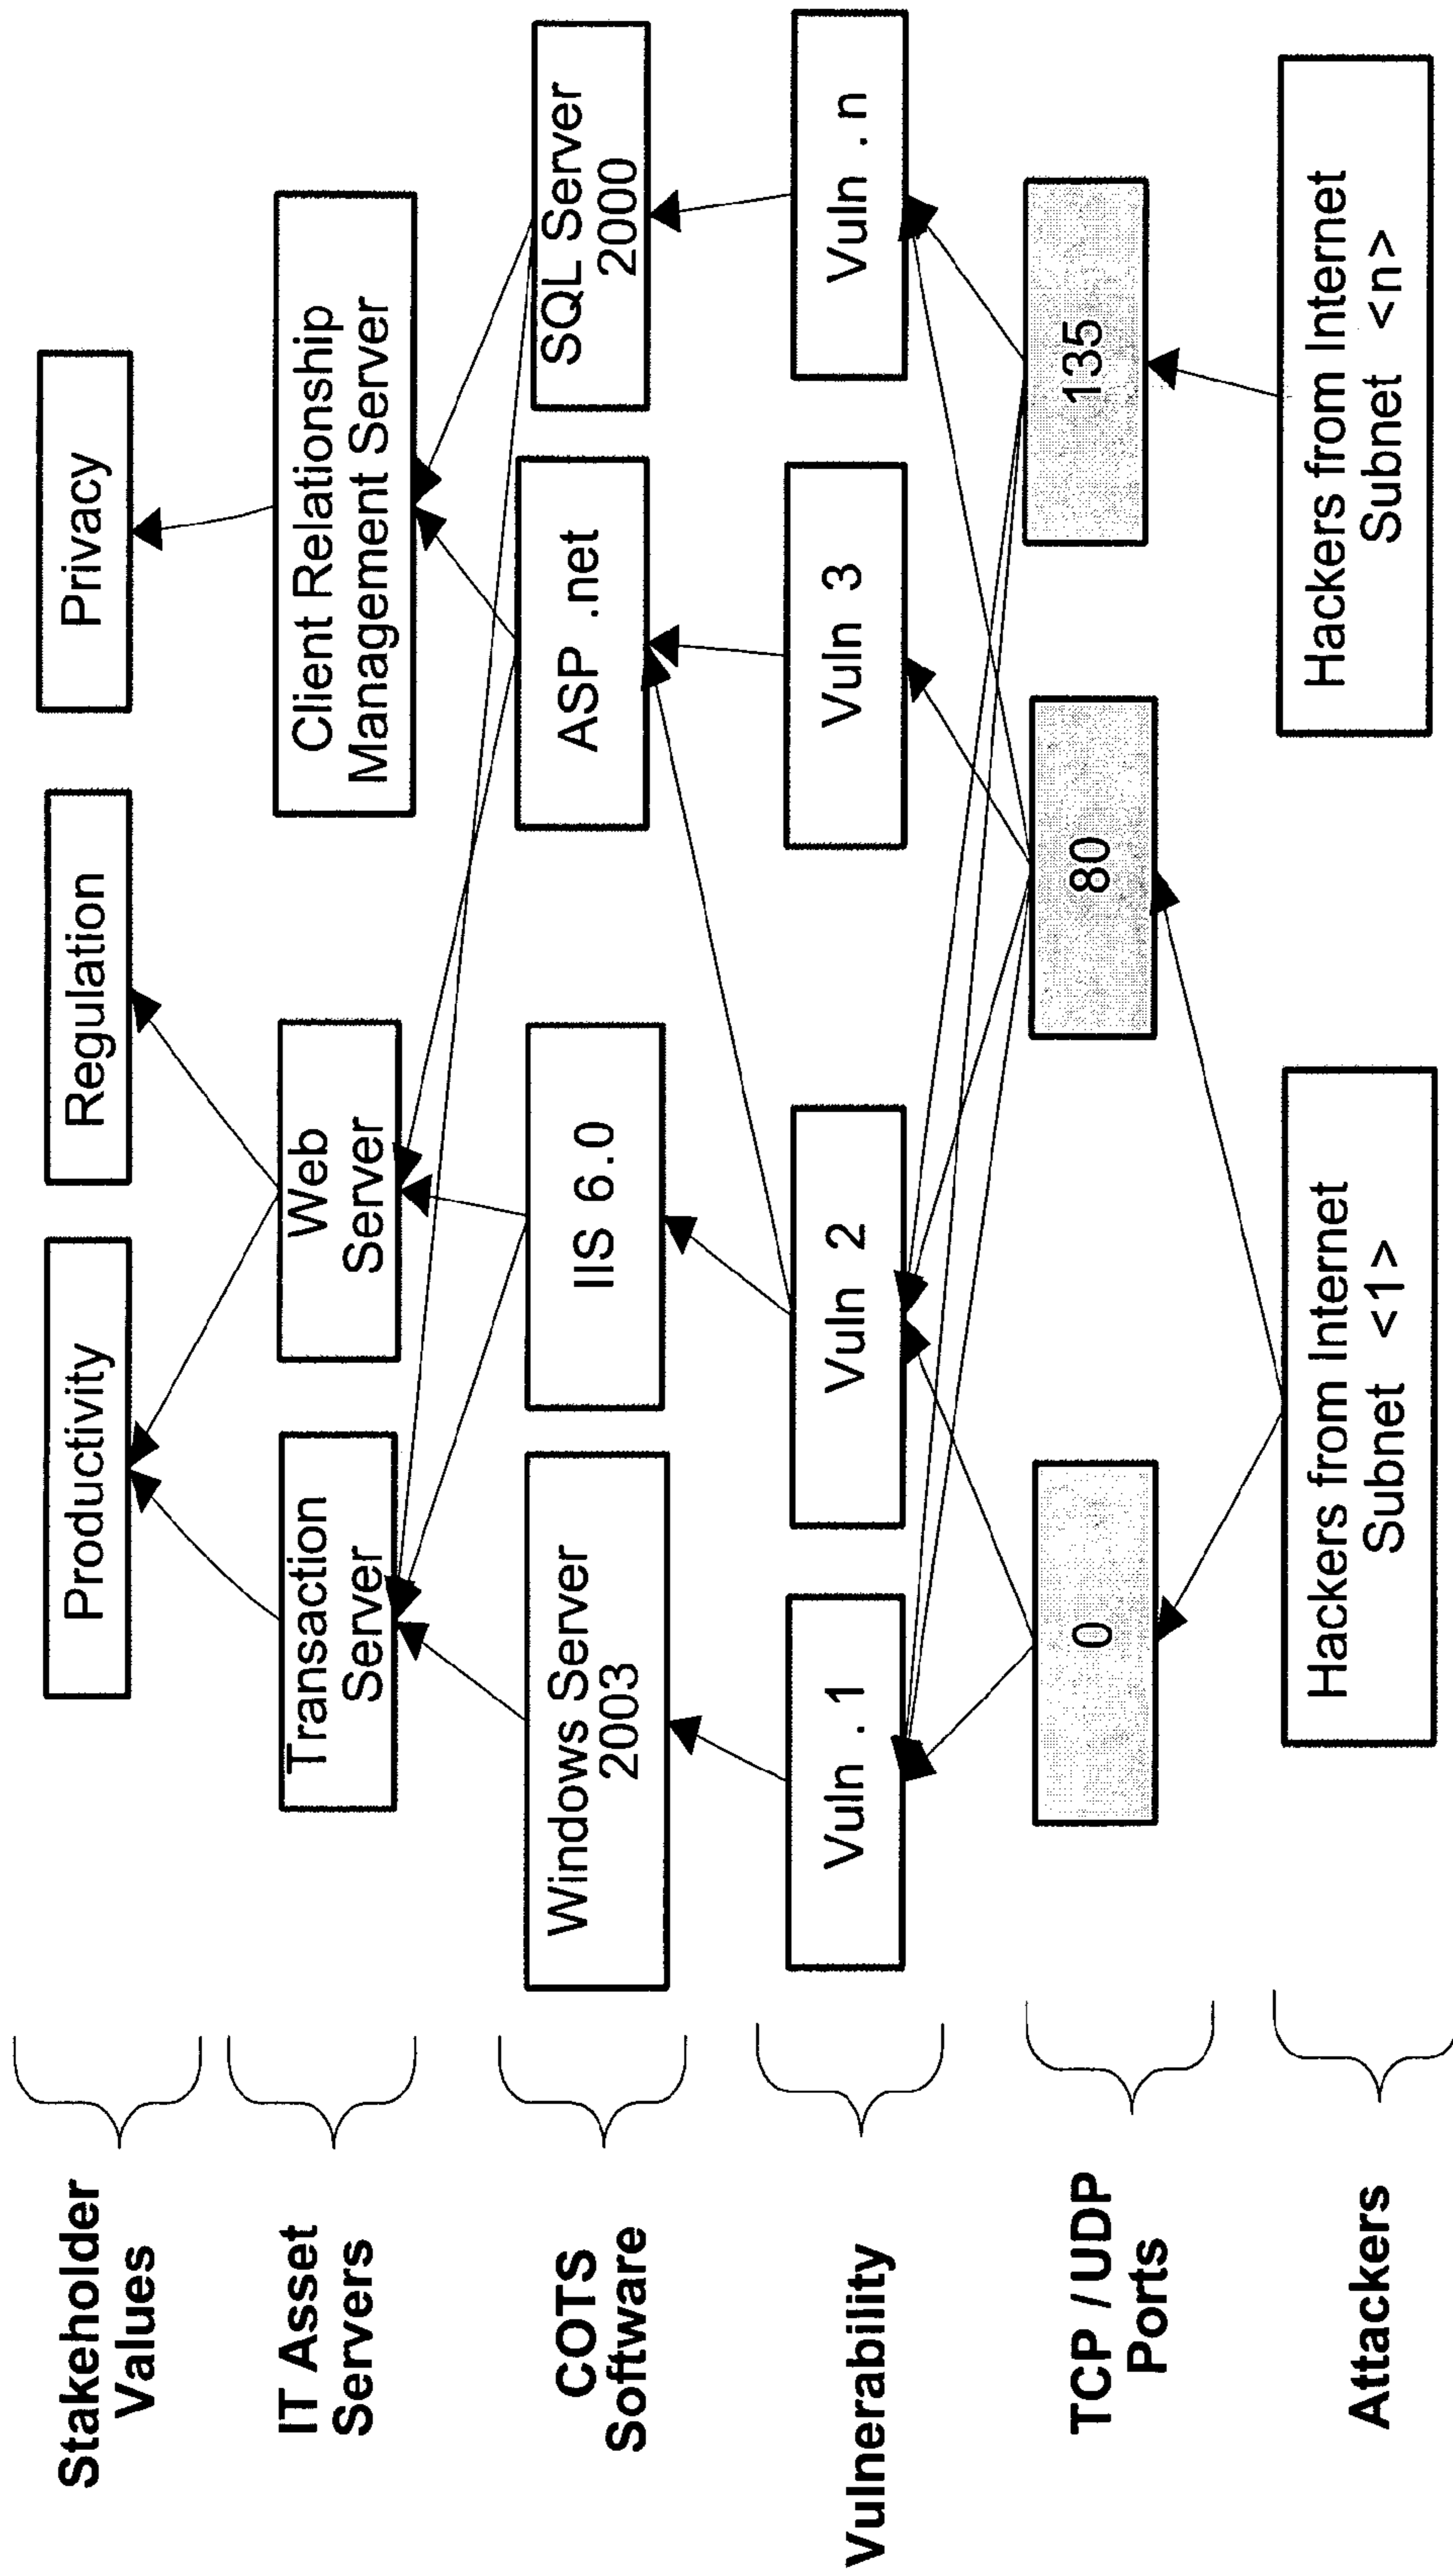 Stakeholder
Values
Productivity
Regulation
Privacy
IT Asset
Servers
Transaction
Server
Web
Server
Client Relationship
Management Server
COTS
Software
Windows Server
2003
IIS 6.0
ASP .net
SQL Server
2000
Vulnerability
Vuln . 1
Vuln 2
Vuln 3
Vuln . n
TCP / UDP
Ports
0
80
135
Attackers
Hackers from Internet
Subnet <1>
Hackers from Internet
Subnet <n>